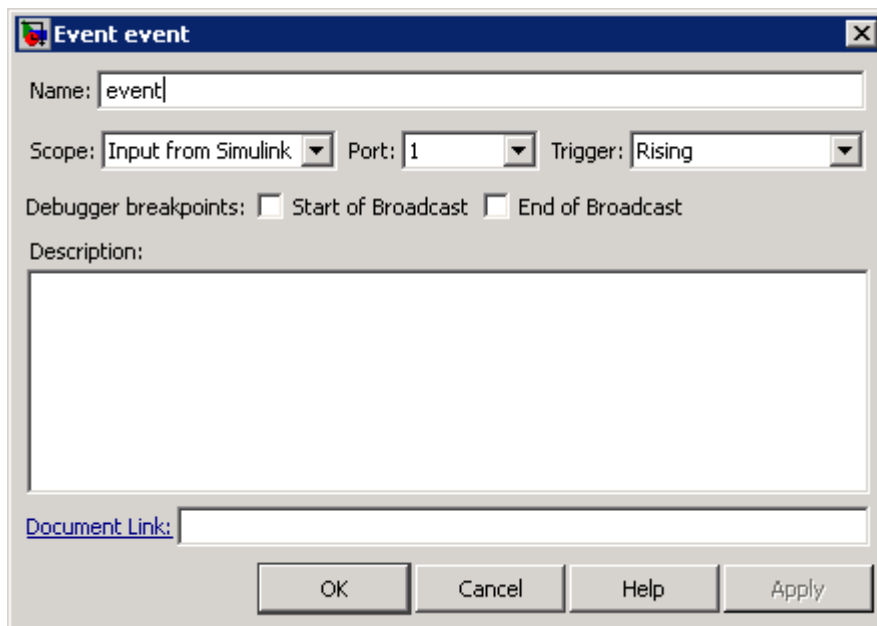 Event event
Name: event
Scope: Input from Simulink Port: 1 Trigger: Rising
Debugger breakpoints: Start of Broadcast End of Broadcast
Description:
Document Link:
OK Cancel Help Apply